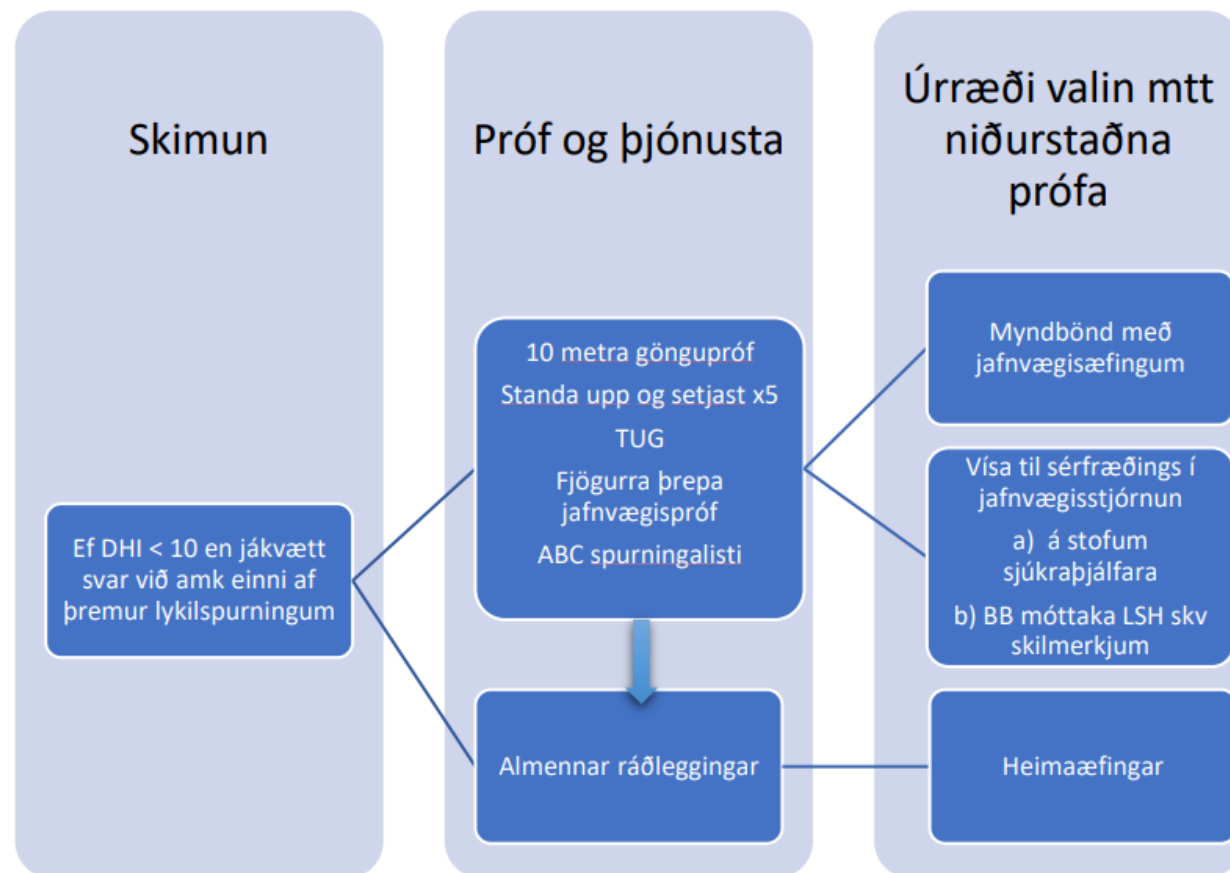 Skimun
Ef DHI < 10 en jákvætt
svar við amk einni af
þremur lykilspurningum
Próf og þjónusta
10 metra göngupróf
Standa upp og setjast x5
TUG
Fjögurra þrepa
jafnvægispróf
ABC spurningalisti
Almennar ráðleggingar
Úrræði valin mtt
niðurstaðna
prófa
Myndbönd með
jafnvægisæfingum
Vísa til sérfræðings í
jafnvægisstjórnun
a) á stofum
sjúkraþjálfara
b) BB móttaka LSH skv
skilmerkjum
Heimaæfingar